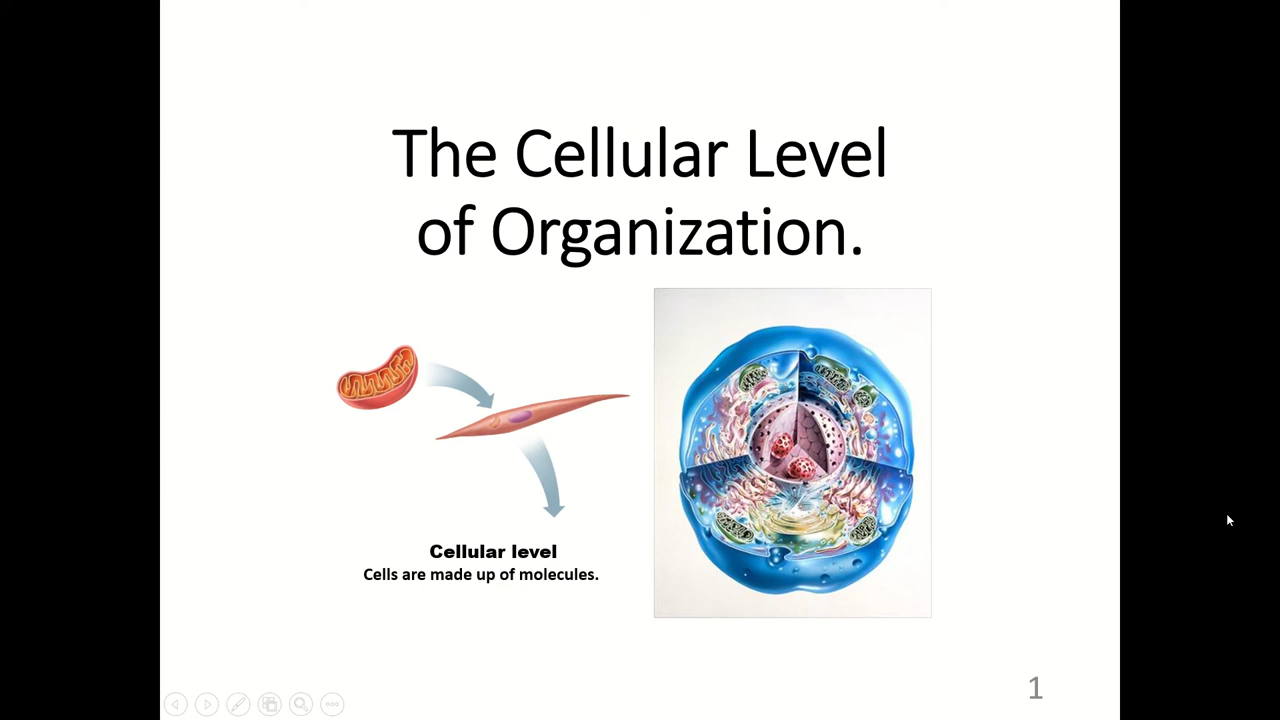 The Cellular Level
of Organization.
Cellular level
Cells are made up of molecules.
1